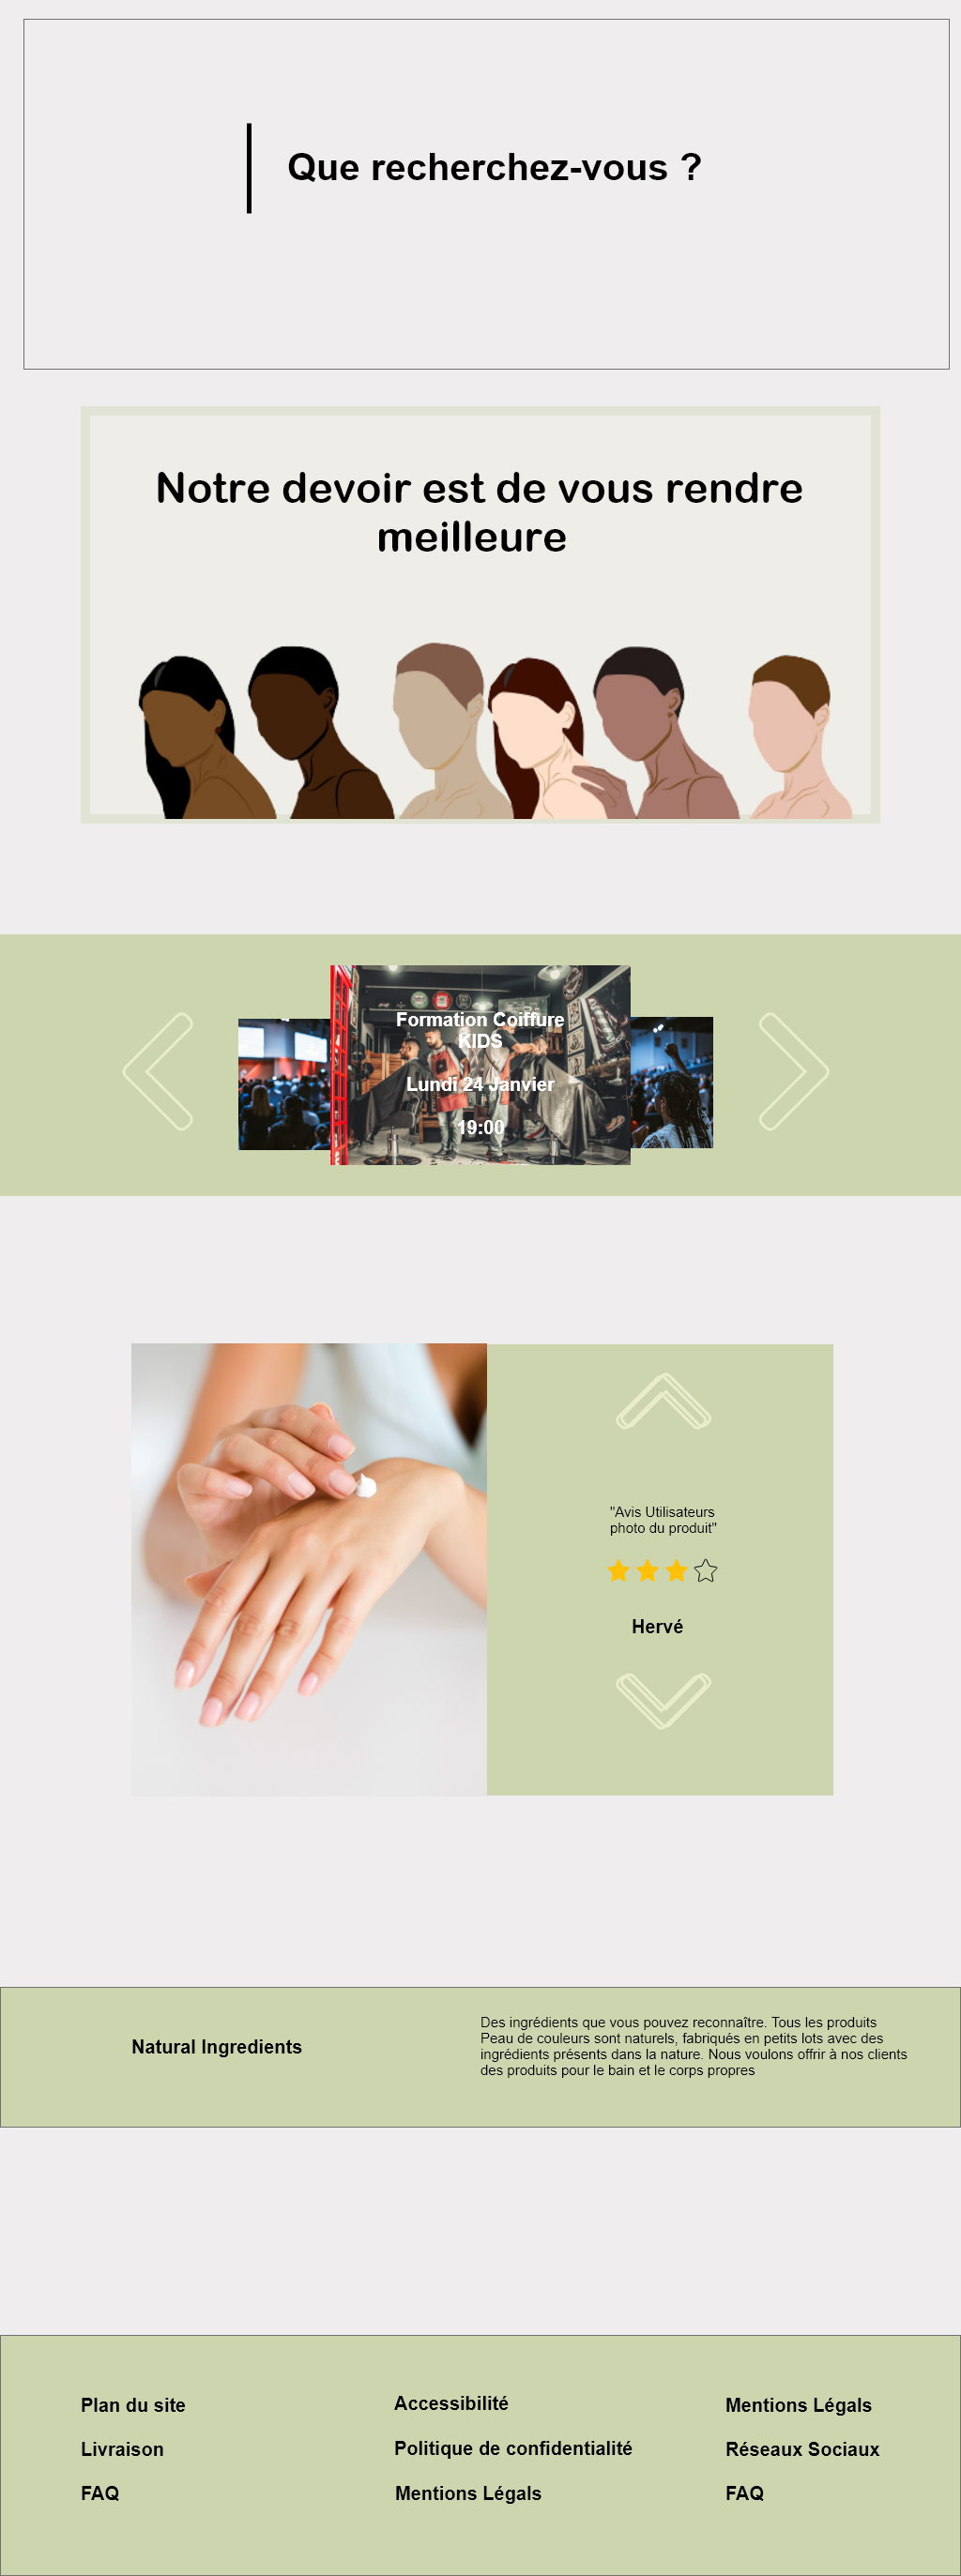 Que recherchez-vous ?
Notre devoir est de vous rendre
meilleure
Formation Coiffure
KIDS
Lundi 24 Janvier
19:00
"Avis Utilisateurs
photo du produit"
Hervé
Natural Ingredients
Des ingrédients que vous pouvez reconnaître. Tous les produits
Peau de couleurs sont naturels, fabriqués en petits lots avec des
ingrédients présents dans la nature. Nous voulons offrir à nos clients
des produits pour le bain et le corps propres
Plan du site
Livraison
FAQ
Accessibilité
Politique de confidentialité
Mentions Légals
Mentions Légals
Réseaux Sociaux
FAQ